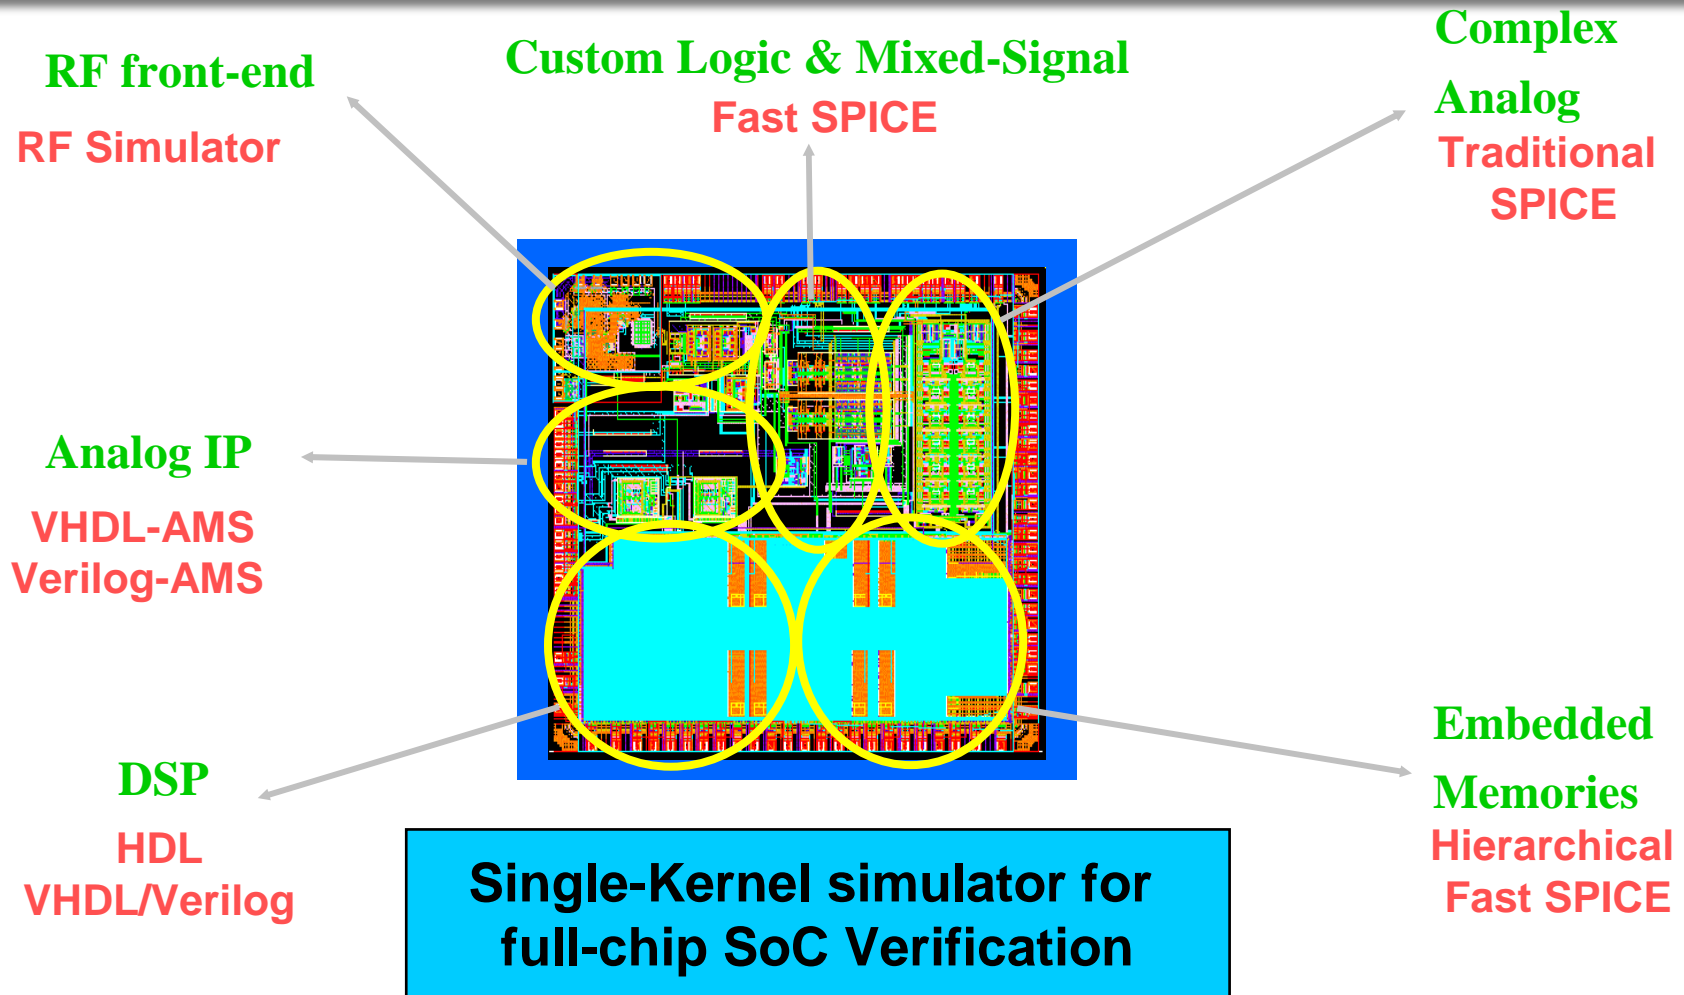 RF front-end
RF Simulator
Custom Logic & Mixed-Signal
Fast SPICE
Complex
Analog
Traditional
SPICE
Analog IP
VHDL-AMS
Verilog-AMS
DSP
HDL
VHDL/Verilog
Embedded
Memories
Hierarchical
Fast SPICE
Single-Kernel simulator for
full-chip SoC Verification